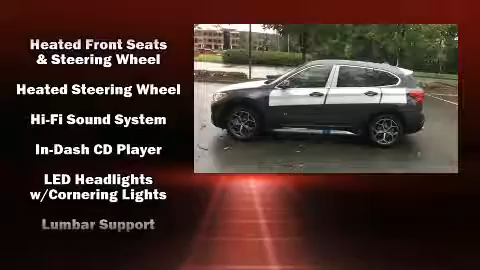 Heated Front Seats
& Steering Wheel
Heated Steering Wheel
Hi-Fi Sound System
In-Dash CD Player
LED Headlights
w/Cornering Lights
Lumbar Support